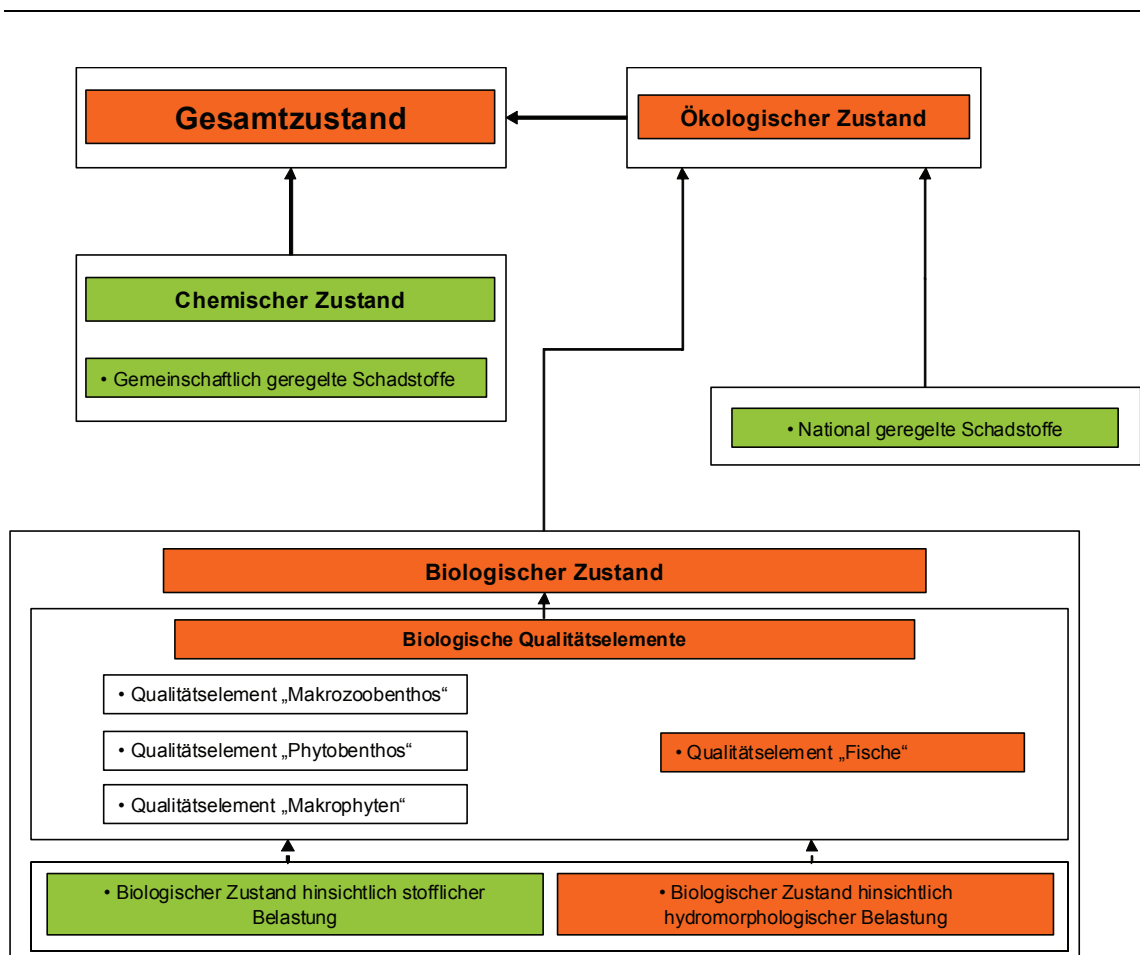 Gesamtzustand
Ökologischer Zustand
Chemischer Zustand
• Gemeinschaftlich geregelte Schadstoffe
• National geregelte Schadstoffe
Biologischer Zustand
Biologische Qualitätselemente
• Qualitätselement „Makrozoobenthos“
• Qualitätselement „Phytobenthos“
• Qualitätselement „Fische“
• Qualitätselement „Makrophyten“
• Biologischer Zustand hinsichtlich stofflicher
Belastung
• Biologischer Zustand hinsichtlich
hydromorphologischer Belastung